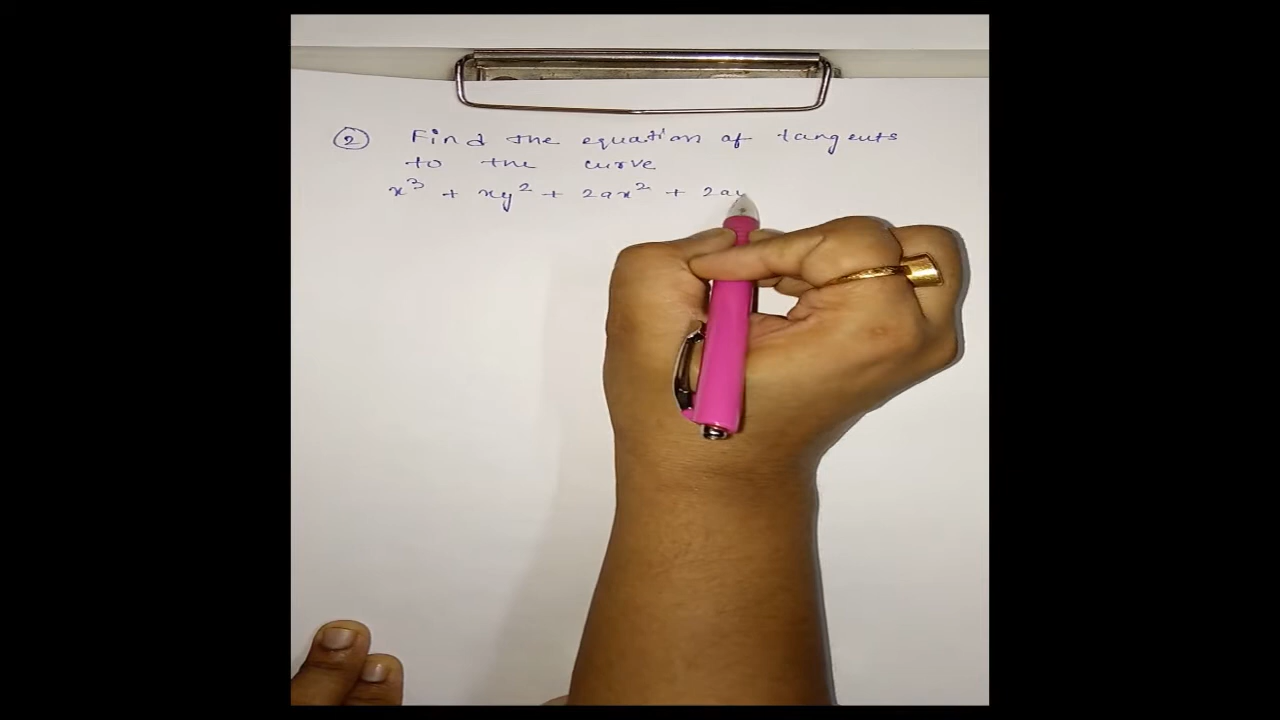 ② Find the equation of tangents
to the curve
x³ + xy² + 2ax² + 2a